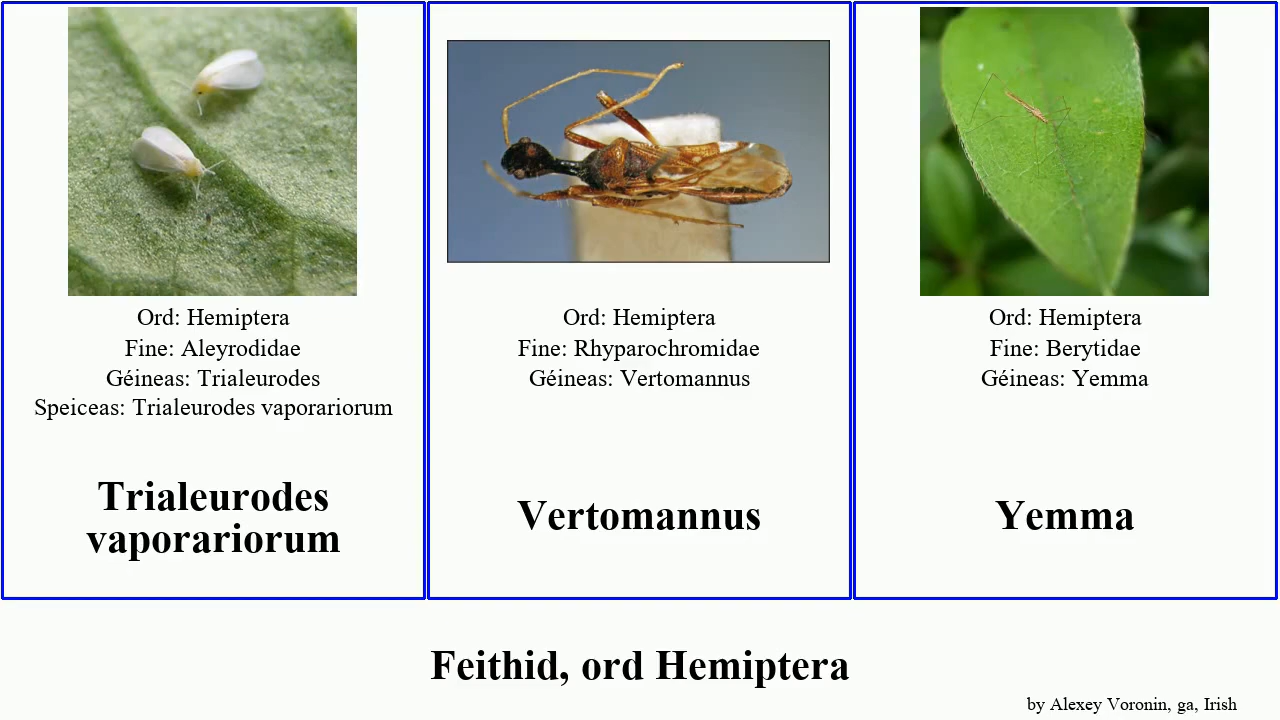 Ord: Hemiptera
Fine: Aleyrodidae
Géineas: Trialeurodes
Speiceas: Trialeurodes vaporariorum
Trialeurodes
vaporariorum
Ord: Hemiptera
Fine: Rhyparochromidae
Géineas: Vertomannus
Vertomannus
Ord: Hemiptera
Fine: Berytidae
Géineas: Yemma
Yemma
Feithid, ord Hemiptera
by Alexey Voronin, ga, Irish